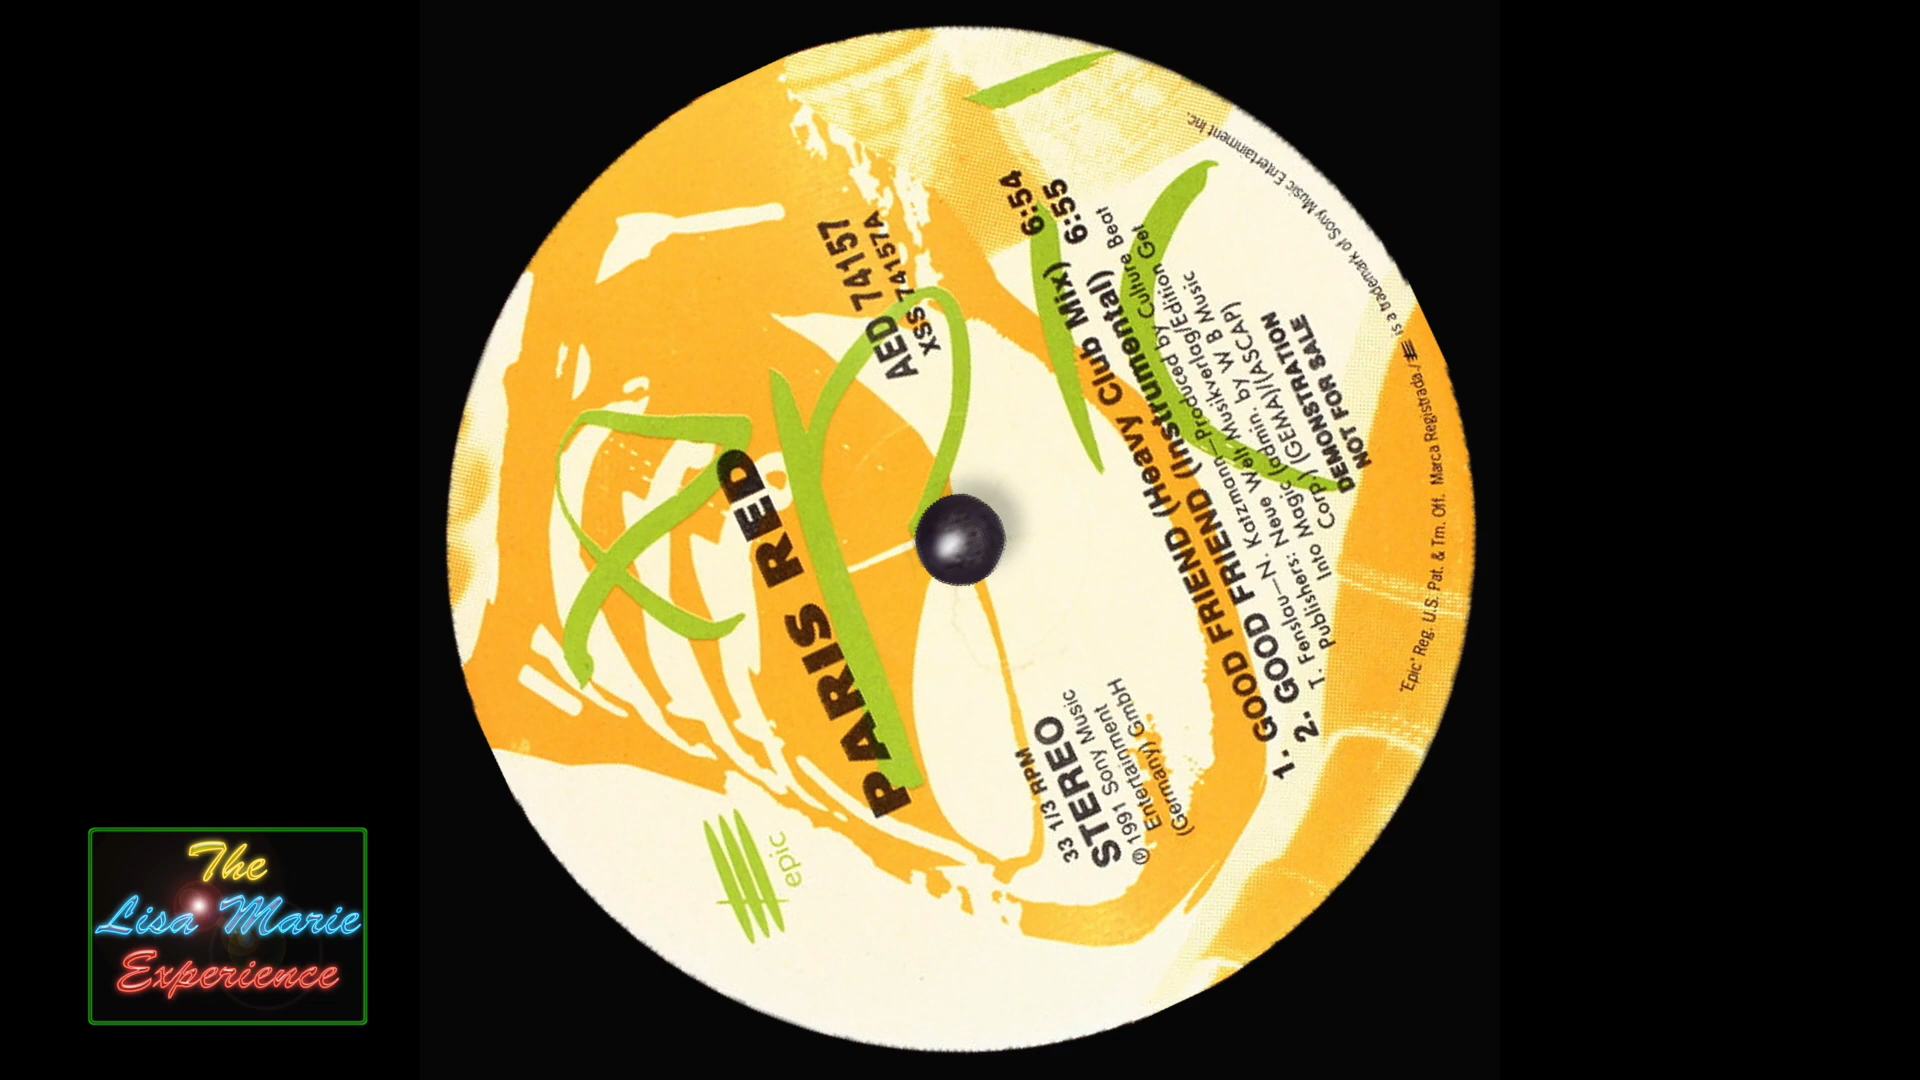 PARIS RED
AED 74157
XSS 74157A
epic
33 1/3 RPM
STEREO
℗ 1991 Sony Music
Entertainment
(Germany) GmbH
1. GOOD FRIEND (Heavy Club Mix) 6:54
2. GOOD FRIEND (Instrumental) 6:55
T. Fenslau—N. Katzmann—Produced by Culture Beat
Publishers: Neue Welt Musikverlag/Edition Get
Into Magic (admin. by W B Music
Corp.) (GEMA)/(ASCAP)
DEMONSTRATION
NOT FOR SALE
"Epic" Reg. U.S. Pat. & Tm. Off. Marca Registrada./ is a trademark of Sony Music Entertainment Inc.
The
Lisa Marie
Experience